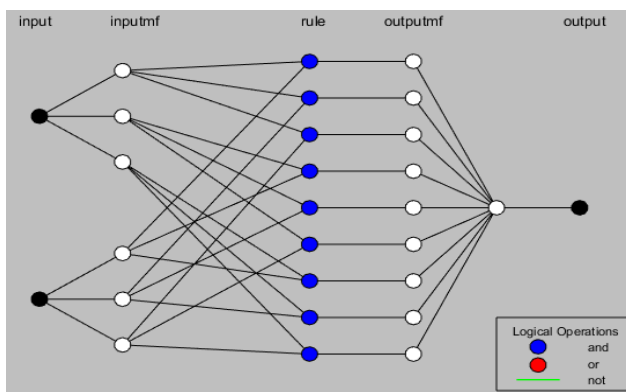 input inputmf rule outputmf output
Logical Operations
and
or
not